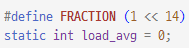 #define FRACTION (1 << 14)
static int load_avg = 0;